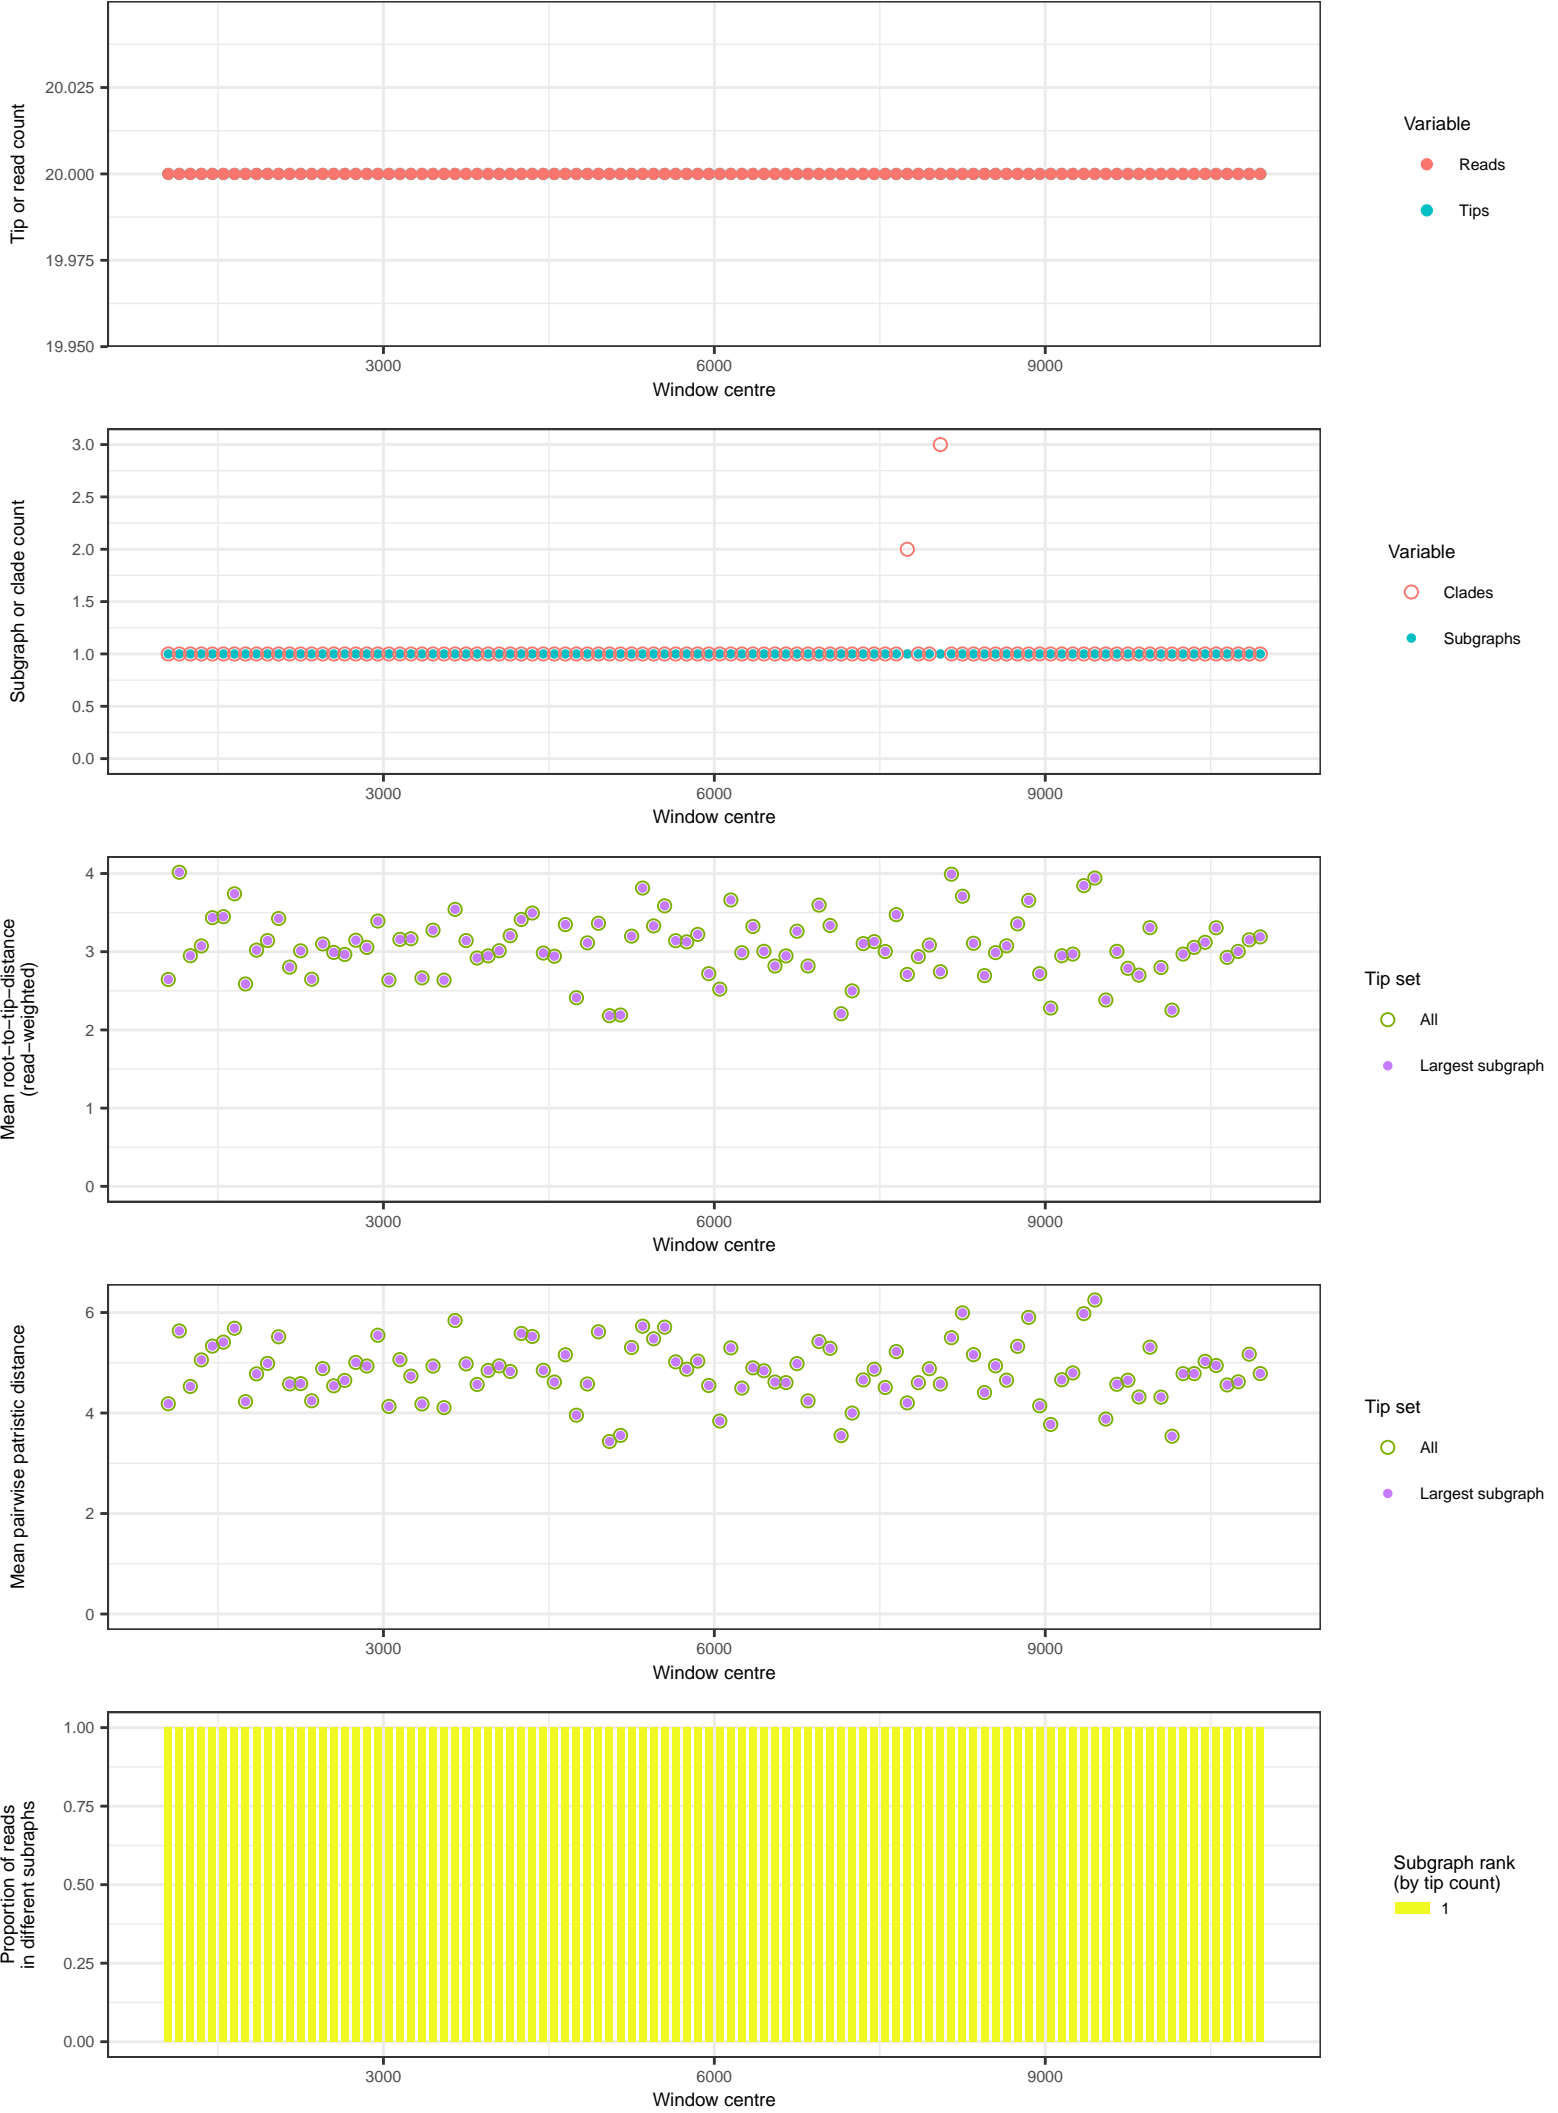 Tip or read count
20.025
20.000
19.975
19.950
3000
6000
9000
Window centre
Variable
Reads
Tips
Subgraph or clade count
3.0
2.5
2.0
1.5
1.0
0.5
0.0
3000
6000
9000
Window centre
Variable
Clades
Subgraphs
Mean root−to−tip−distance
(read−weighted)
4
3
2
1
0
3000
6000
9000
Window centre
Tip set
All
Largest subgraph
Mean pairwise patristic distance
6
4
2
0
3000
6000
9000
Window centre
Tip set
All
Largest subgraph
Proportion of reads
in different subraphs
1.00
0.75
0.50
0.25
0.00
3000
6000
9000
Window centre
Subgraph rank
(by tip count)
1